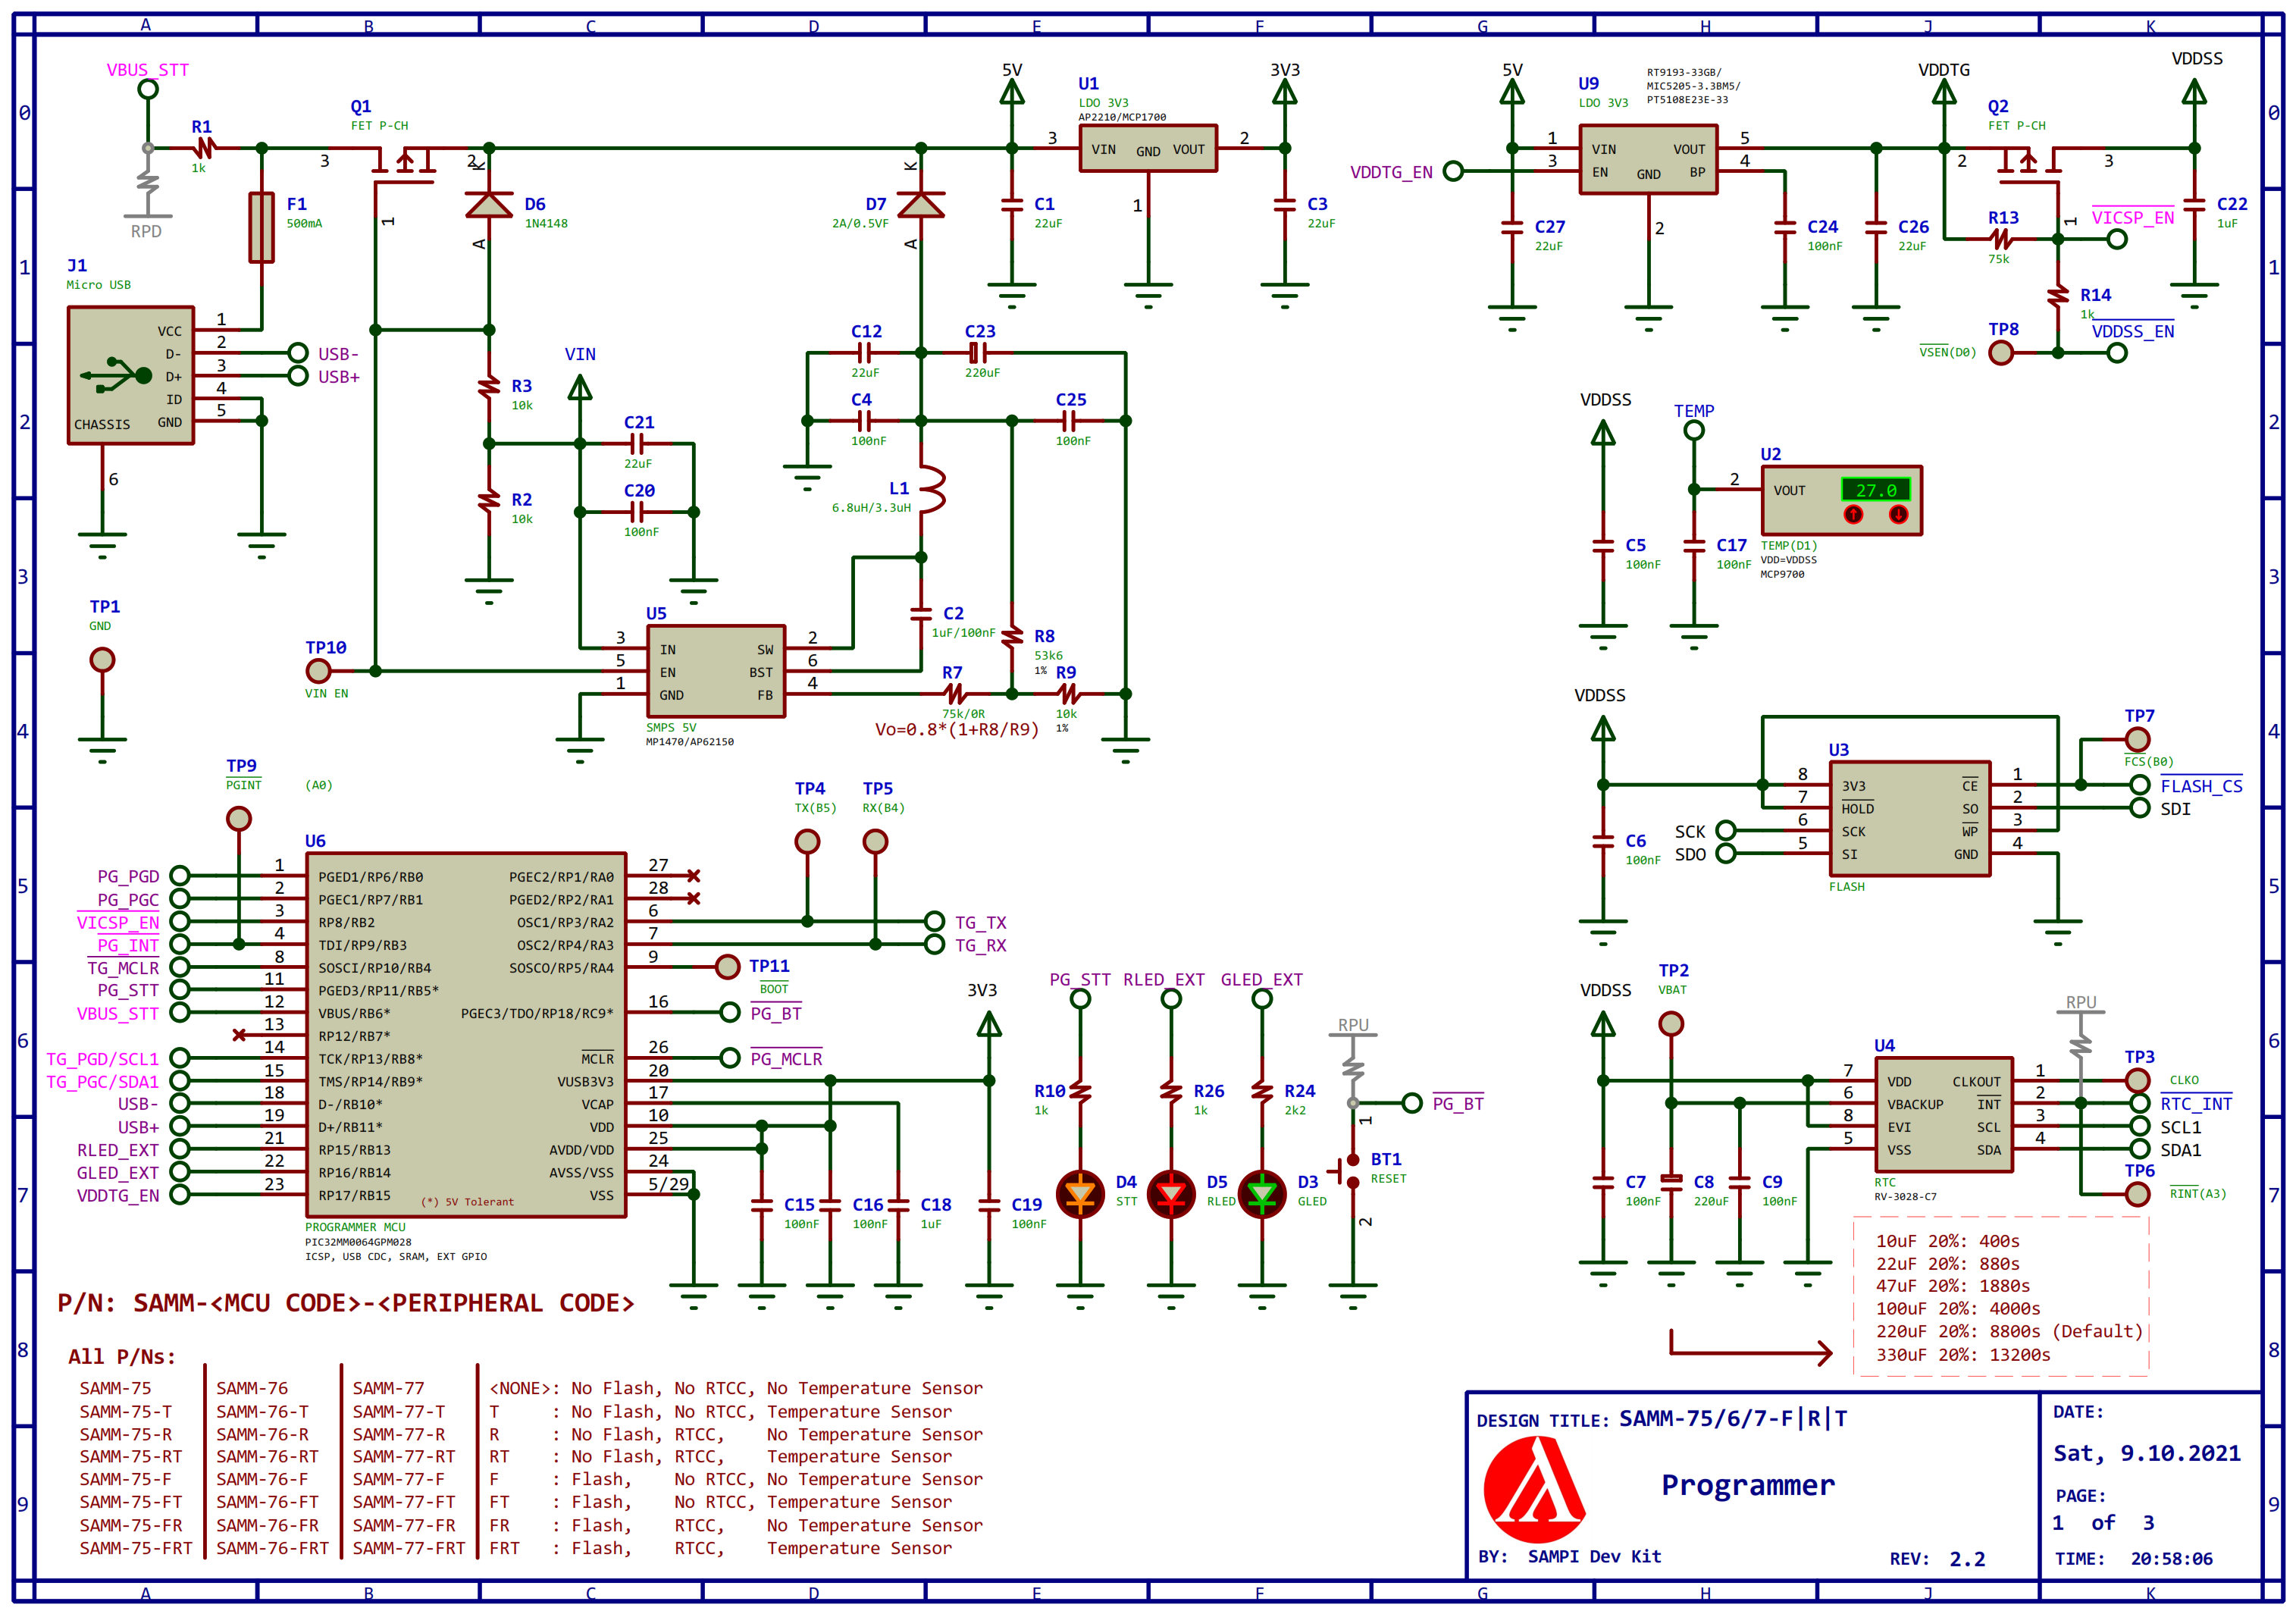 A B C D E F G H J K
0 1 2 3 4 5 6 7 8 9
VBUS_STT
R1
1k
RPD
Q1
FET P-CH
3
2
1
F1
500mA
K
D6
1N4148
A
J1
Micro USB
VCC 1
D- 2
D+ 3
ID 4
GND 5
CHASSIS
6
USB-
USB+
K
D7
2A/0.5VF
A
5V
C1
22uF
U1
LDO 3V3
AP2210/MCP1700
3 VIN GND VOUT 2
1
3V3
C3
22uF
5V
VDDTG_EN
C27
22uF
U9
LDO 3V3
RT9193-33GB/
MIC5205-3.3BM5/
PT5108E23E-33
1 VIN VOUT 5
3 EN BP 4
GND
2
C24
100nF
C26
22uF
VDDTG
Q2
FET P-CH
2
3
1
R13
75k
VICSP_EN
VDDSS
C22
1uF
R14
1k
VDDSS_EN
TP8
VSEN(D0)
VIN
R3
10k
R2
10k
C21
22uF
C20
100nF
C12
22uF
C23
220uF
C4
100nF
C25
100nF
L1
6.8uH/3.3uH
C2
1uF/100nF
R8
53k6
1%
R7
75k/0R
R9
10k
1%
Vo=0.8*(1+R8/R9)
U5
3 IN SW 2
5 EN BST 6
1 GND FB 4
SMPS 5V
MP1470/AP62150
TP1
GND
TP10
VIN EN
VDDSS
C5
100nF
TEMP
C17
100nF
U2
2 VOUT 27.0
TEMP(D1)
VDD=VDDSS
MCP9700
VDDSS
C6
100nF
SCK
SDO
U3
8 3V3 CE 1
7 HOLD SO 2
6 SCK WP 3
5 SI GND 4
FLASH
TP7
FCS(B0)
FLASH_CS
SDI
TP9
PGINT (A0)
TP4
TX(B5)
TP5
RX(B4)
U6
PG_PGD 1 PGED1/RP6/RB0 PGEC2/RP1/RA0 27
PG_PGC 2 PGEC1/RP7/RB1 PGED2/RP2/RA1 28
VICSP_EN 3 RP8/RB2 OSC1/RP3/RA2 6 TG_TX
PG_INT 4 TDI/RP9/RB3 OSC2/RP4/RA3 7 TG_RX
TG_MCLR 8 SOSCI/RP10/RB4 SOSCO/RP5/RA4 9 TP11
BOOT
PG_STT 11 PGED3/RP11/RB5*
VBUS_STT 12 VBUS/RB6* PGEC3/TDO/RP18/RC9* 16 PG_BT
13 RP12/RB7*
TG_PGD/SCL1 14 TCK/RP13/RB8* MCLR 26 PG_MCLR
TG_PGC/SDA1 15 TMS/RP14/RB9* VUSB3V3 20
USB- 18 D-/RB10* VCAP 17
USB+ 19 D+/RB11* VDD 10
RLED_EXT 21 RP15/RB13 AVDD/VDD 25
GLED_EXT 22 RP16/RB14 AVSS/VSS 24
VDDTG_EN 23 RP17/RB15 VSS 5/29
(*) 5V Tolerant
PROGRAMMER MCU
PIC32MM0064GPM028
ICSP, USB CDC, SRAM, EXT GPIO
C15
100nF
C16
100nF
C18
1uF
3V3
C19
100nF
PG_STT RLED_EXT GLED_EXT
R10
1k
R26
1k
R24
2k2
D4
STT
D5
RLED
D3
GLED
RPU
PG_BT
1
BT1
RESET
2
VDDSS
TP2
VBAT
C7
100nF
C8
220uF
C9
100nF
U4
7 VDD CLKOUT 1
6 VBACKUP INT 2
8 EVI SCL 3
5 VSS SDA 4
RTC
RV-3028-C7
RPU
TP3
CLKO
RTC_INT
SCL1
SDA1
TP6
RINT(A3)
10uF 20%: 400s
22uF 20%: 880s
47uF 20%: 1880s
100uF 20%: 4000s
220uF 20%: 8800s (Default)
330uF 20%: 13200s
P/N: SAMM-<MCU CODE>-<PERIPHERAL CODE>
All P/Ns:
SAMM-75 SAMM-76 SAMM-77 <NONE>: No Flash, No RTCC, No Temperature Sensor
SAMM-75-T SAMM-76-T SAMM-77-T T : No Flash, No RTCC, Temperature Sensor
SAMM-75-R SAMM-76-R SAMM-77-R R : No Flash, RTCC, No Temperature Sensor
SAMM-75-RT SAMM-76-RT SAMM-77-RT RT : No Flash, RTCC, Temperature Sensor
SAMM-75-F SAMM-76-F SAMM-77-F F : Flash, No RTCC, No Temperature Sensor
SAMM-75-FT SAMM-76-FT SAMM-77-FT FT : Flash, No RTCC, Temperature Sensor
SAMM-75-FR SAMM-76-FR SAMM-77-FR FR : Flash, RTCC, No Temperature Sensor
SAMM-75-FRT SAMM-76-FRT SAMM-77-FRT FRT : Flash, RTCC, Temperature Sensor
DESIGN TITLE: SAMM-75/6/7-F|R|T
Programmer
BY: SAMPI Dev Kit
REV: 2.2
DATE:
Sat, 9.10.2021
PAGE:
1 of 3
TIME: 20:58:06
0 1 2 3 4 5 6 7 8 9
A B C D E F G H J K